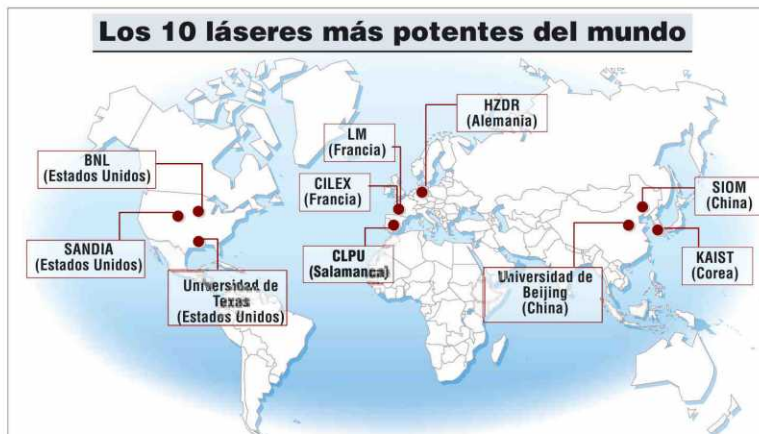 Los 10 láseres más potentes del mundo
HZDR
(Alemania)
LM
(Francia)
BNL
(Estados Unidos)
CILEX
(Francia)
SIOM
(China)
SANDIA
(Estados Unidos)
CLPU
(Salamanca)
KAIST
(Corea)
Universidad de
Texas
(Estados Unidos)
Universidad de
Beijing
(China)